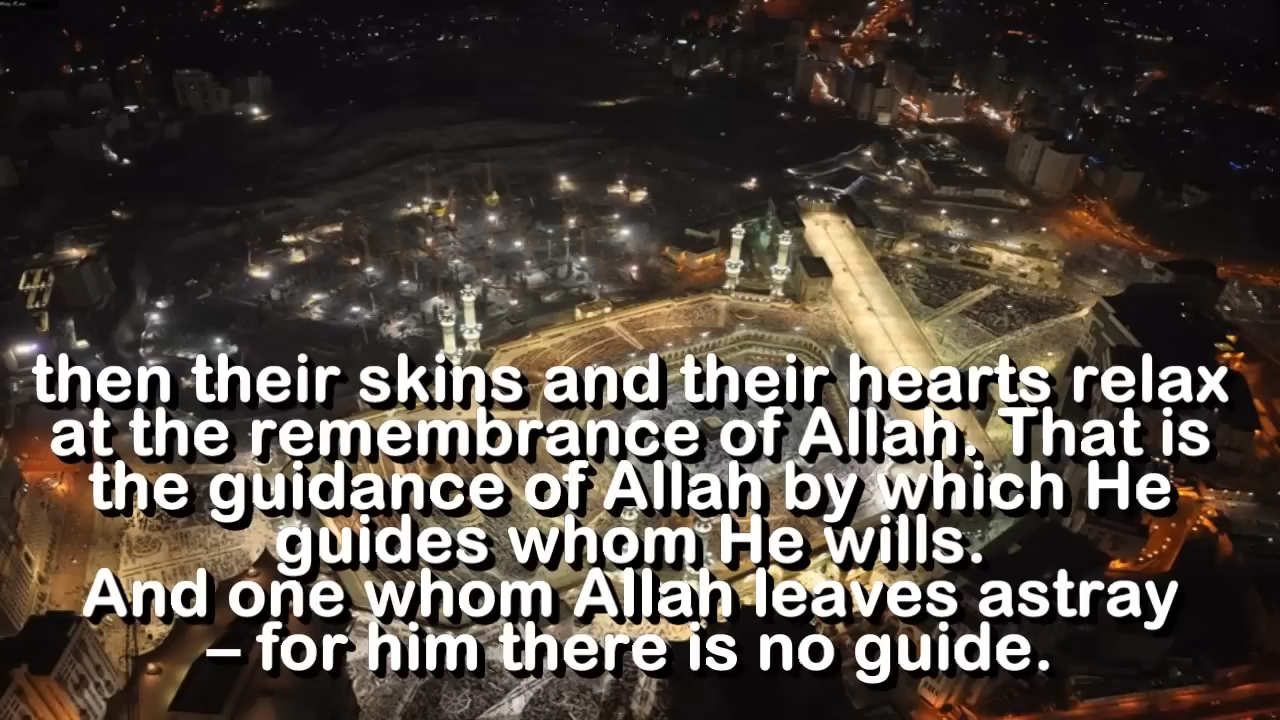 then their skins and their hearts relax
at the remembrance of Allah. That is
the guidance of Allah by which He
guides whom He wills.
And one whom Allah leaves astray
– for him there is no guide.